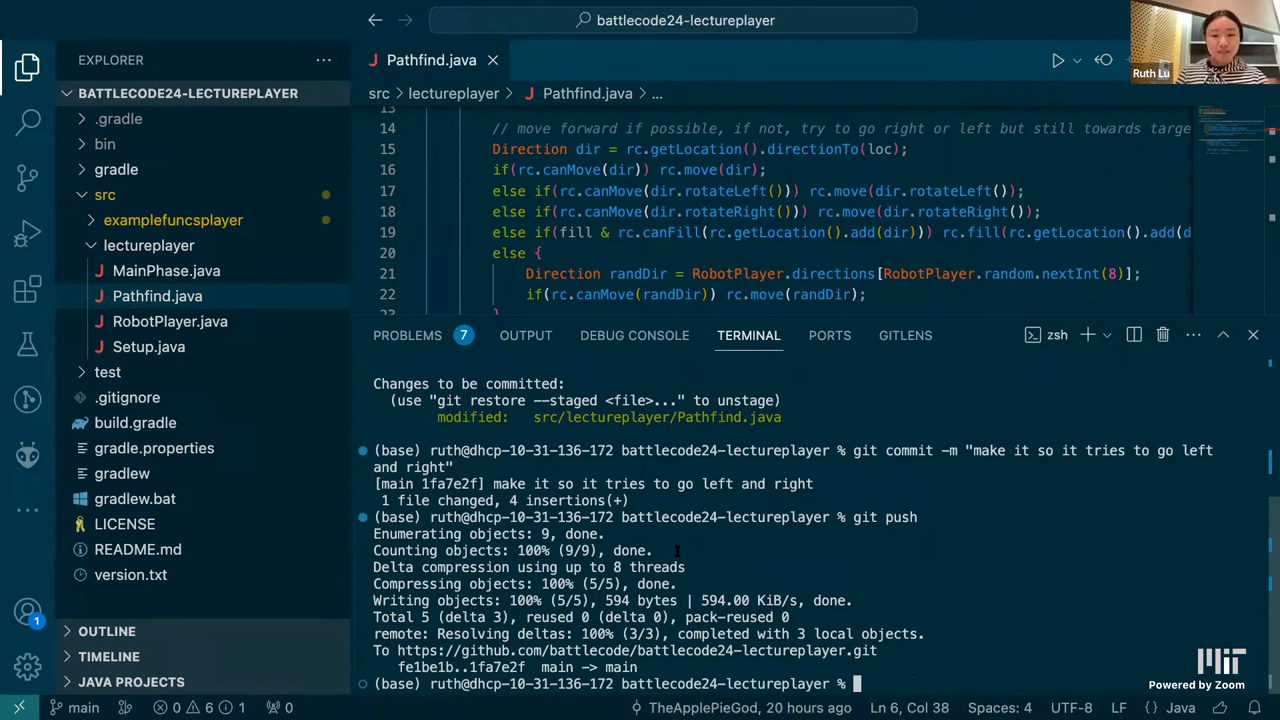 battlecode24-lectureplayer
Ruth Lu
EXPLORER
BATTLECODE24-LECTUREPLAYER
.gradle
bin
gradle
src
examplefuncsplayer
lectureplayer
MainPhase.java
Pathfind.java
RobotPlayer.java
Setup.java
test
.gitignore
build.gradle
gradle.properties
gradlew
gradlew.bat
LICENSE
README.md
version.txt
OUTLINE
TIMELINE
JAVA PROJECTS
1
J Pathfind.java
src > lectureplayer > J Pathfind.java > ...
13
14 // move forward if possible, if not, try to go right or left but still towards targe
15 Direction dir = rc.getLocation().directionTo(loc);
16 if(rc.canMove(dir)) rc.move(dir);
17 else if(rc.canMove(dir.rotateLeft())) rc.move(dir.rotateLeft());
18 else if(rc.canMove(dir.rotateRight())) rc.move(dir.rotateRight());
19 else if(fill & rc.canFill(rc.getLocation().add(dir))) rc.fill(rc.getLocation().add(d
20 else {
21 Direction randDir = RobotPlayer.directions[RobotPlayer.random.nextInt(8)];
22 if(rc.canMove(randDir)) rc.move(randDir);
}
PROBLEMS 7 OUTPUT DEBUG CONSOLE TERMINAL PORTS GITLENS zsh
Changes to be committed:
(use "git restore --staged <file>..." to unstage)
modified: src/lectureplayer/Pathfind.java
(base) ruth@dhcp-10-31-136-172 battlecode24-lectureplayer % git commit -m "make it so it tries to go left
and right"
[main 1fa7e2f] make it so it tries to go left and right
1 file changed, 4 insertions(+)
(base) ruth@dhcp-10-31-136-172 battlecode24-lectureplayer % git push
Enumerating objects: 9, done.
Counting objects: 100% (9/9), done.
Delta compression using up to 8 threads
Compressing objects: 100% (5/5), done.
Writing objects: 100% (5/5), 594 bytes | 594.00 KiB/s, done.
Total 5 (delta 3), reused 0 (delta 0), pack-reused 0
remote: Resolving deltas: 100% (3/3), completed with 3 local objects.
To https://github.com/battlecode/battlecode24-lectureplayer.git
fe1be1b..1fa7e2f main -> main
(base) ruth@dhcp-10-31-136-172 battlecode24-lectureplayer %
MIT
Powered by Zoom
main 0 6 1 0 TheApplePieGod, 20 hours ago Ln 6, Col 38 Spaces: 4 UTF-8 LF {} Java